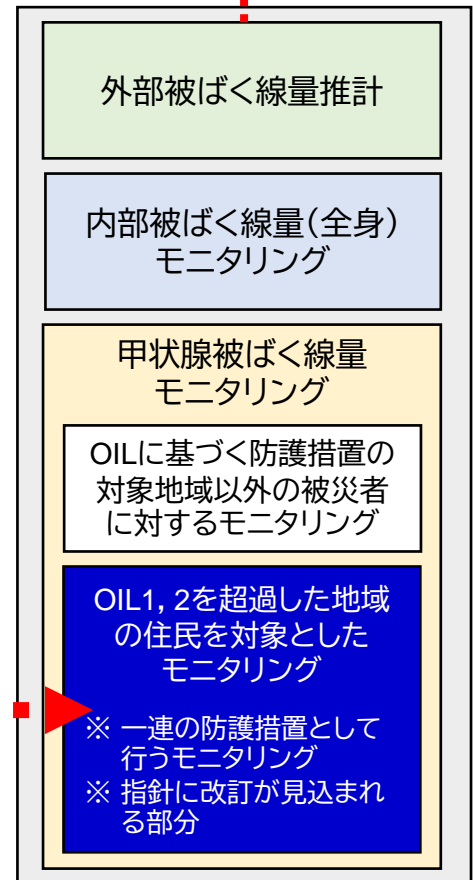 外部被ばく線量推計
内部被ばく線量(全身)
モニタリング
甲状腺被ばく線量
モニタリング
OILに基づく防護措置の
対象地域以外の被災者
に対するモニタリング
OIL1, 2を超過した地域
の住民を対象とした
モニタリング
※ 一連の防護措置として
行うモニタリング
※ 指針に改訂が見込まれ
る部分